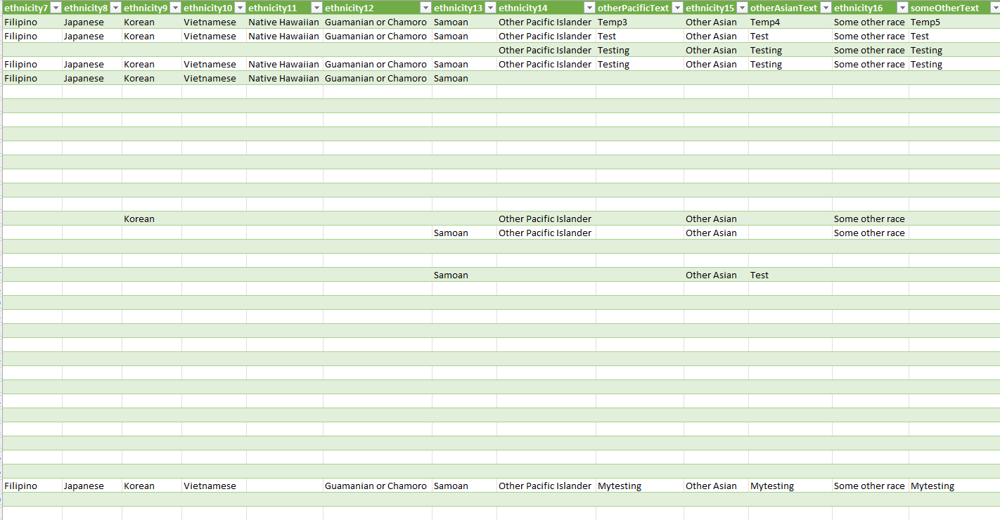 ethnicity7 ethnicity8 ethnicity9 ethnicity10 ethnicity11 ethnicity12 ethnicity13 ethnicity14 otherPacificText ethnicity15 otherAsianText ethnicity16 someOtherText
Filipino Japanese Korean Vietnamese Native Hawaiian Guamanian or Chamoro Samoan Other Pacific Islander Temp3 Other Asian Temp4 Some other race Temp5
Filipino Japanese Korean Vietnamese Native Hawaiian Guamanian or Chamoro Samoan Other Pacific Islander Test Other Asian Test Some other race Test
Other Pacific Islander Testing Other Asian Testing Some other race Testing
Filipino Japanese Korean Vietnamese Native Hawaiian Guamanian or Chamoro Samoan Other Pacific Islander Testing Other Asian Testing Some other race Testing
Filipino Japanese Korean Vietnamese Native Hawaiian Guamanian or Chamoro Samoan
Korean Other Pacific Islander Other Asian Some other race
Samoan Other Pacific Islander Other Asian Some other race
Samoan Other Asian Test
Filipino Japanese Korean Vietnamese Guamanian or Chamoro Samoan Other Pacific Islander Mytesting Other Asian Mytesting Some other race Mytesting